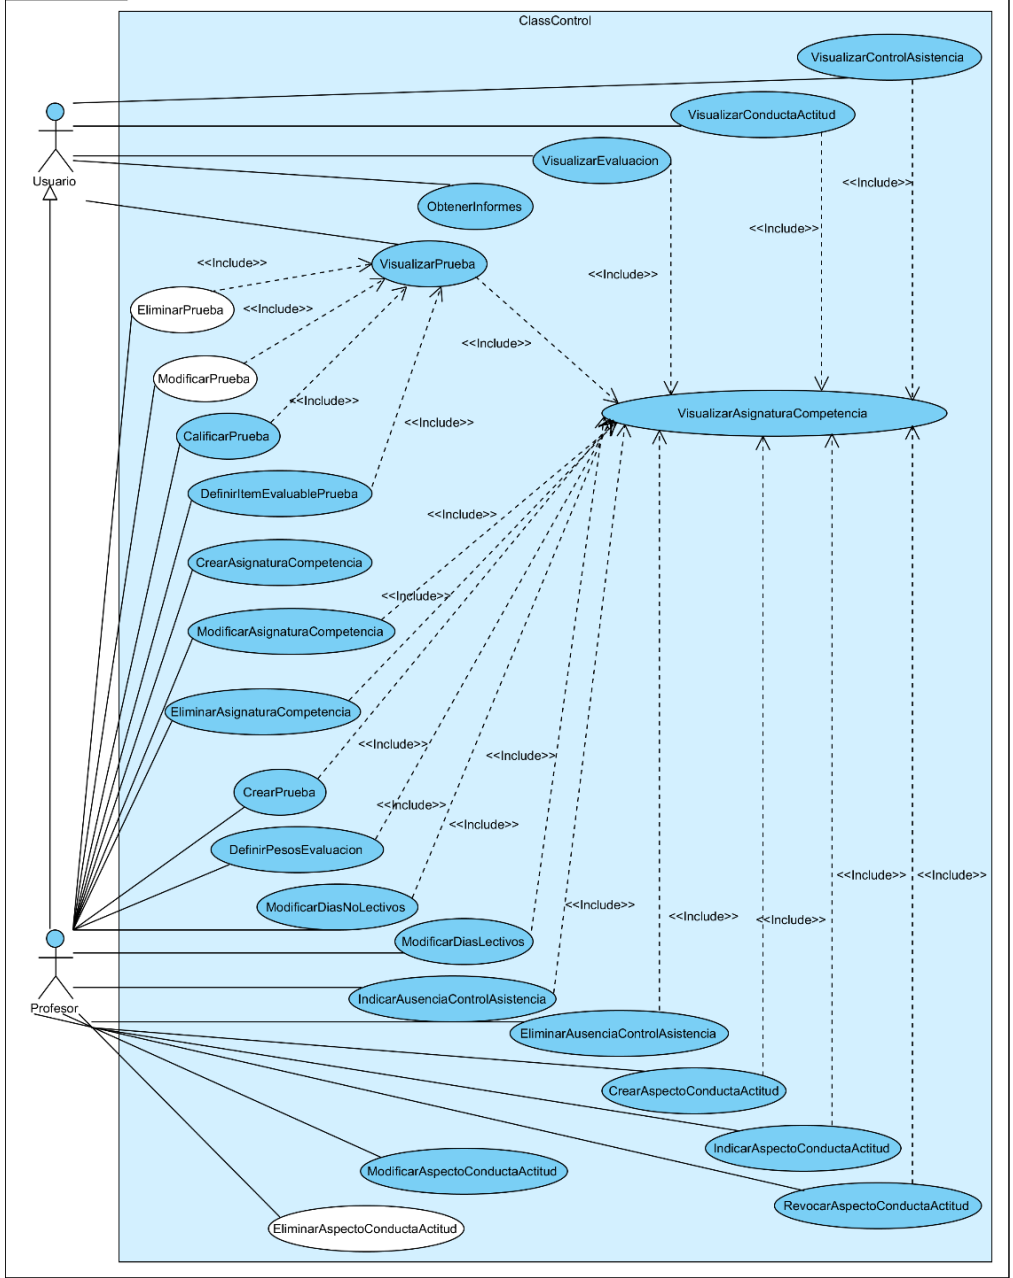 ClassControl
VisualizarControlAsistencia
VisualizarConductaActitud
VisualizarEvaluacion
Usuario
<<Include>>
ObtenerInformes
<<Include>>
<<Include>>
VisualizarPrueba
<<Include>>
EliminarPrueba
<<Include>>
<<Include>>
ModificarPrueba
<<Include>>
VisualizarAsignaturaCompetencia
<<Include>>
CalificarPrueba
DefinirItemEvaluablePrueba
<<Include>>
CrearAsignaturaCompetencia
<<Include>>
ModificarAsignaturaCompetencia
EliminarAsignaturaCompetencia
<<Include>>
<<Include>>
CrearPrueba
<<Include>>
<<Include>>
DefinirPesosEvaluacion
<<Include>>
<<Include>>
ModificarDiasNoLectivos
<<Include>>
<<Include>>
<<Include>>
ModificarDiasLectivos
IndicarAusenciaControlAsistencia
Profesor
EliminarAusenciaControlAsistencia
CrearAspectoConductaActitud
IndicarAspectoConductaActitud
ModificarAspectoConductaActitud
RevocarAspectoConductaActitud
EliminarAspectoConductaActitud